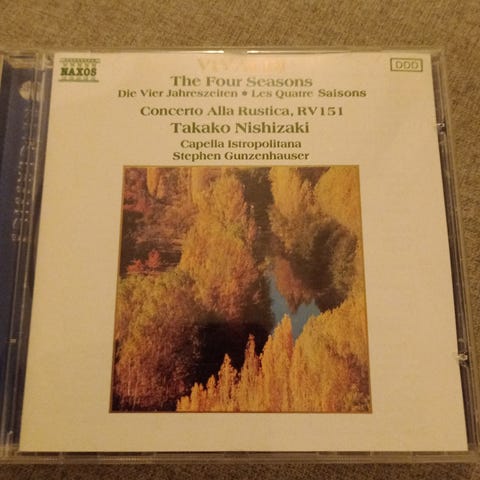 NAXOS
VIVALDI
DDD
The Four Seasons
Die Vier Jahreszeiten • Les Quatre Saisons
Concerto Alla Rustica, RV151
Takako Nishizaki
Capella Istropolitana
Stephen Gunzenhauser